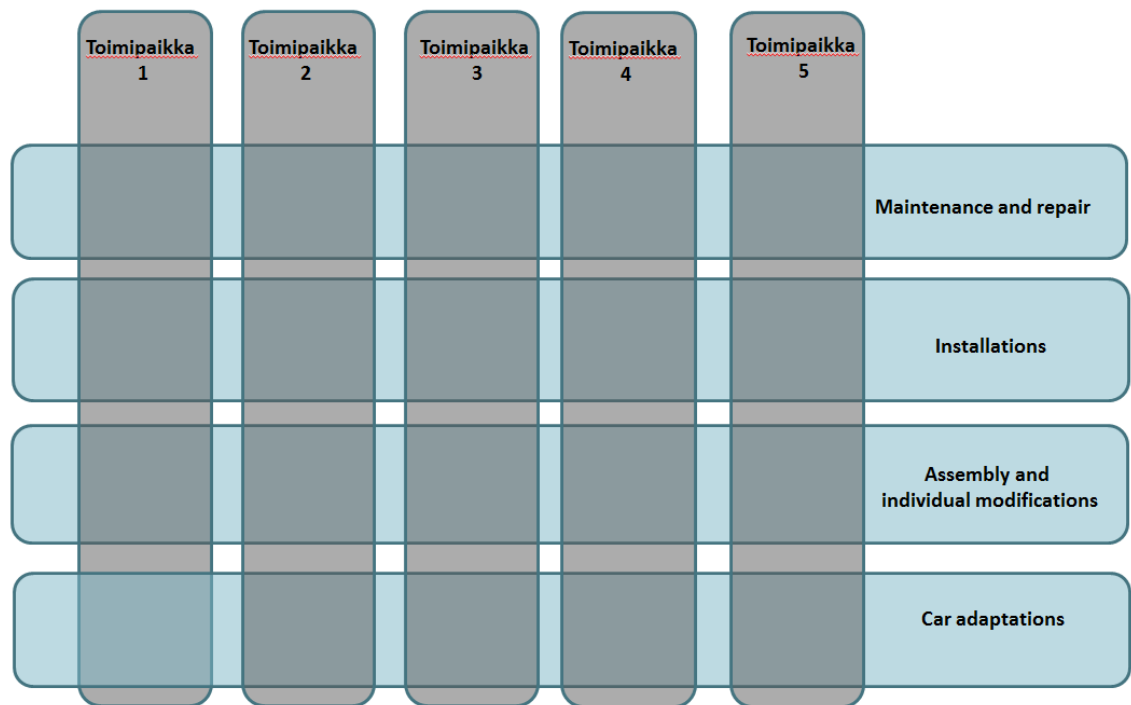 Toimipaikka
1
Toimipaikka
2
Toimipaikka
3
Toimipaikka
4
Toimipaikka
5
Maintenance and repair
Installations
Assembly and
individual modifications
Car adaptations